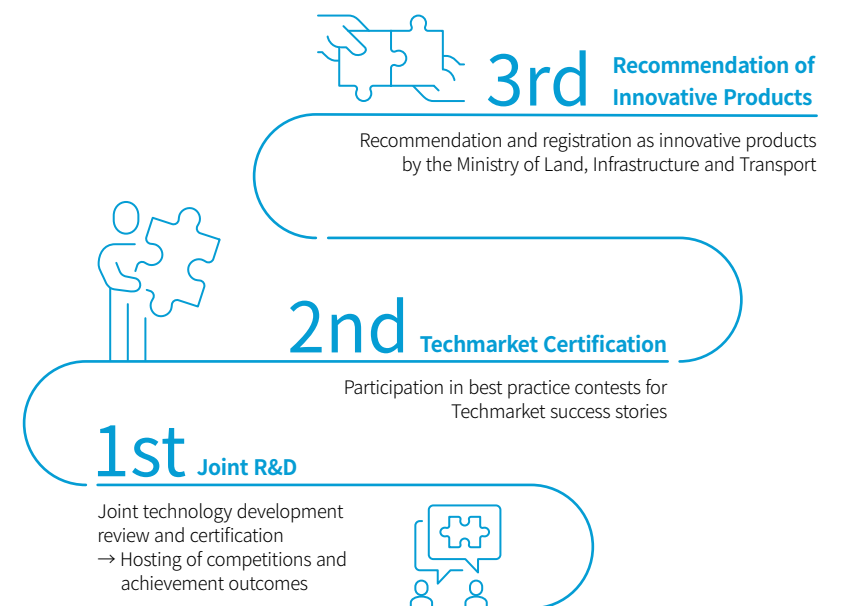 3rd
Recommendation of
Innovative Products
Recommendation and registration as innovative products
by the Ministry of Land, Infrastructure and Transport
2nd Techmarket Certification
Participation in best practice contests for
Techmarket success stories
1st Joint R&D
Joint technology development
review and certification
→ Hosting of competitions and
achievement outcomes